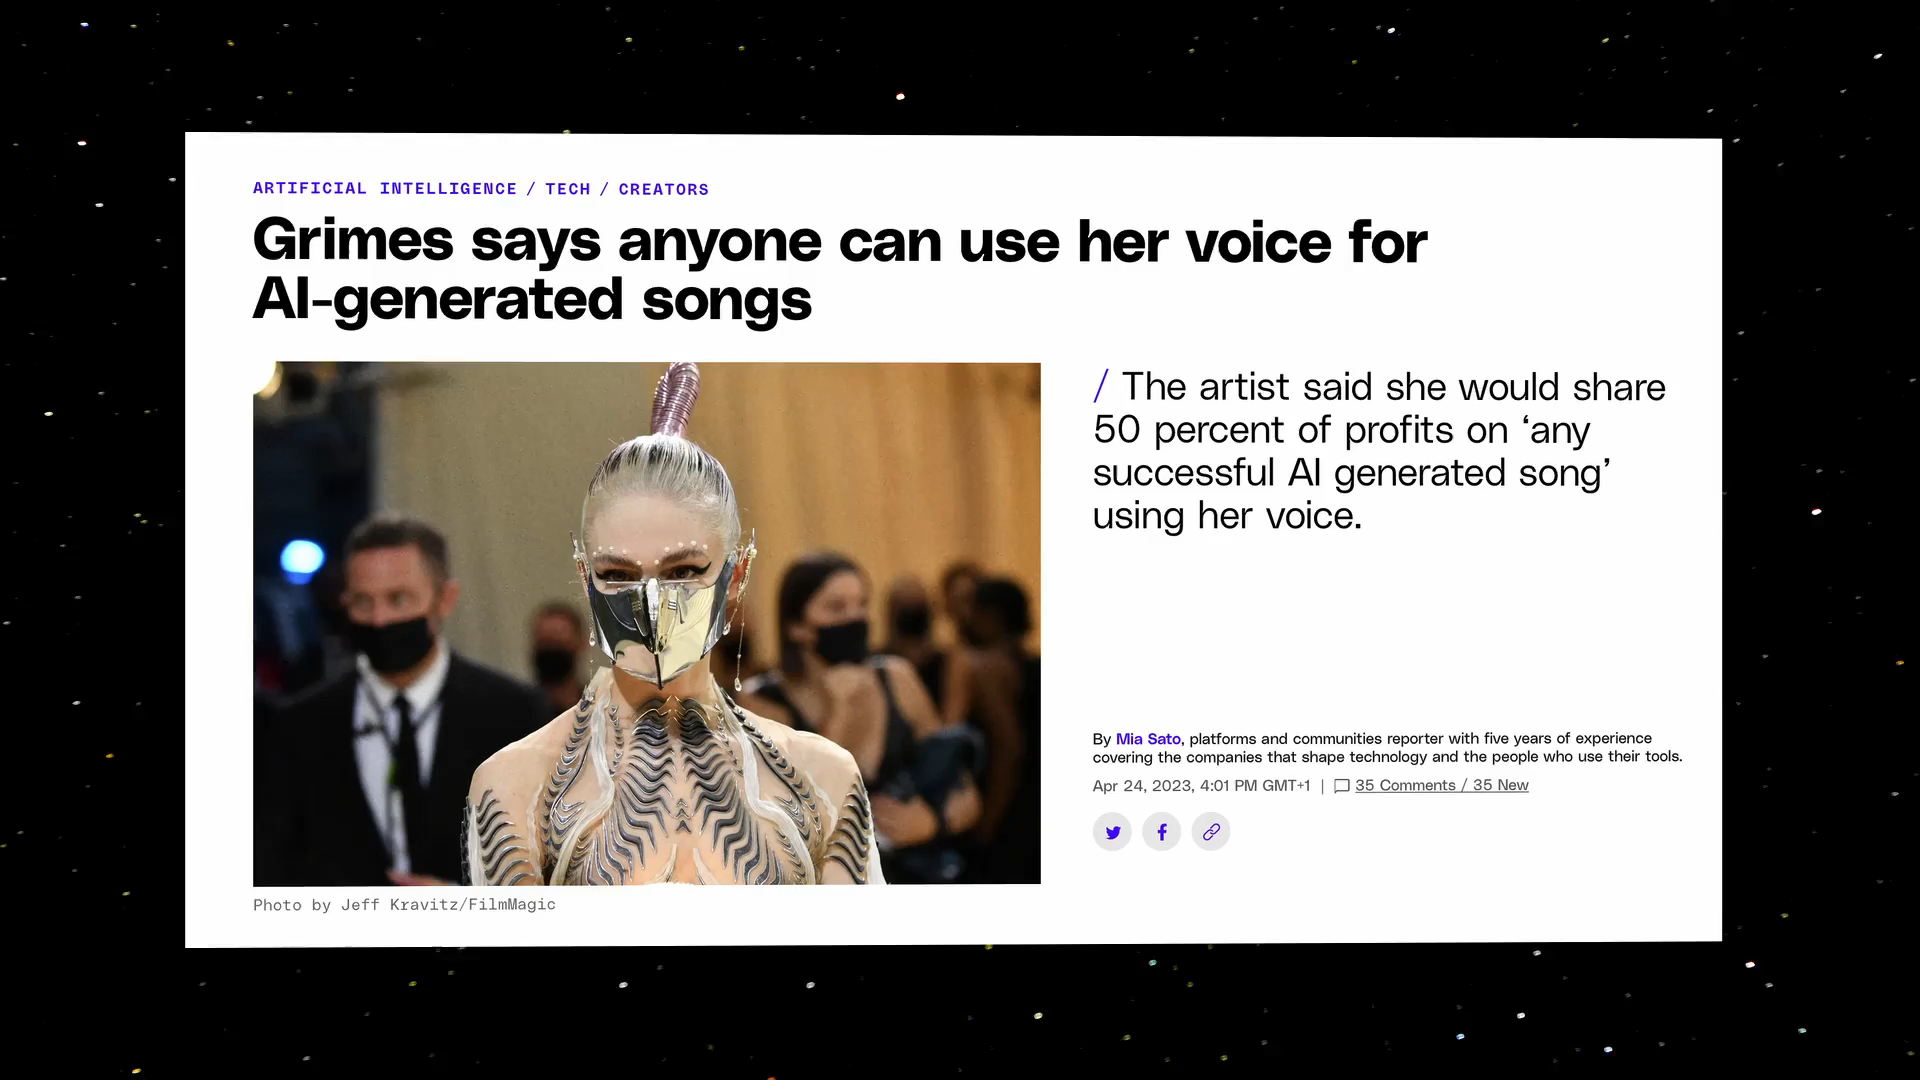 ARTIFICIAL INTELLIGENCE / TECH / CREATORS
Grimes says anyone can use her voice for
AI-generated songs
/ The artist said she would share
50 percent of profits on ‘any
successful AI generated song’
using her voice.
By Mia Sato, platforms and communities reporter with five years of experience
covering the companies that shape technology and the people who use their tools.
Apr 24, 2023, 4:01 PM GMT+1 | 35 Comments / 35 New
Photo by Jeff Kravitz/FilmMagic